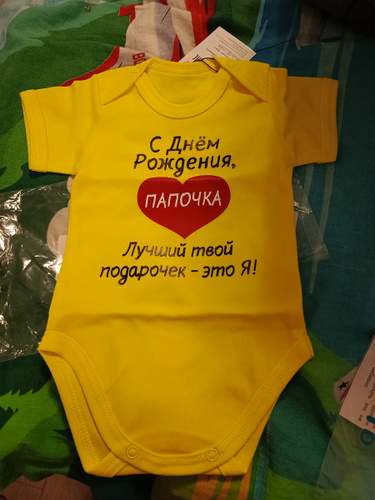 С Днём
Рождения,
ПАПОЧКА
Лучший твой
подарочек - это Я!